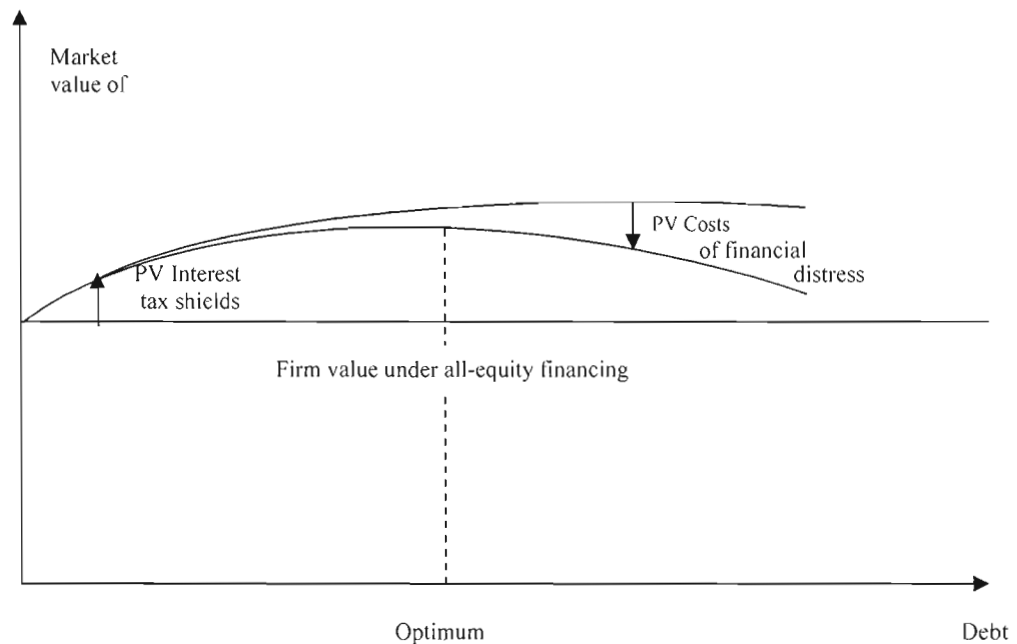 Market
value of
PV Costs
of financial
distress
PV Interest
tax shields
Firm value under all-equity financing
Optimum
Debt